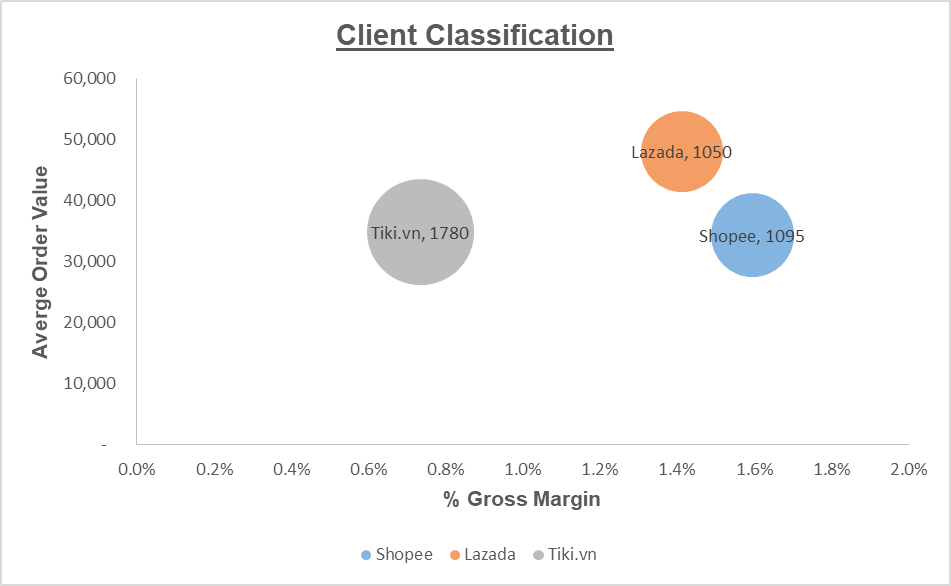 Client Classification
Averge Order Value
60,000
50,000
40,000
30,000
20,000
10,000
-
Lazada, 1050
Tiki.vn, 1780
Shopee, 1095
0.0% 0.2% 0.4% 0.6% 0.8% 1.0% 1.2% 1.4% 1.6% 1.8% 2.0%
% Gross Margin
Shopee Lazada Tiki.vn